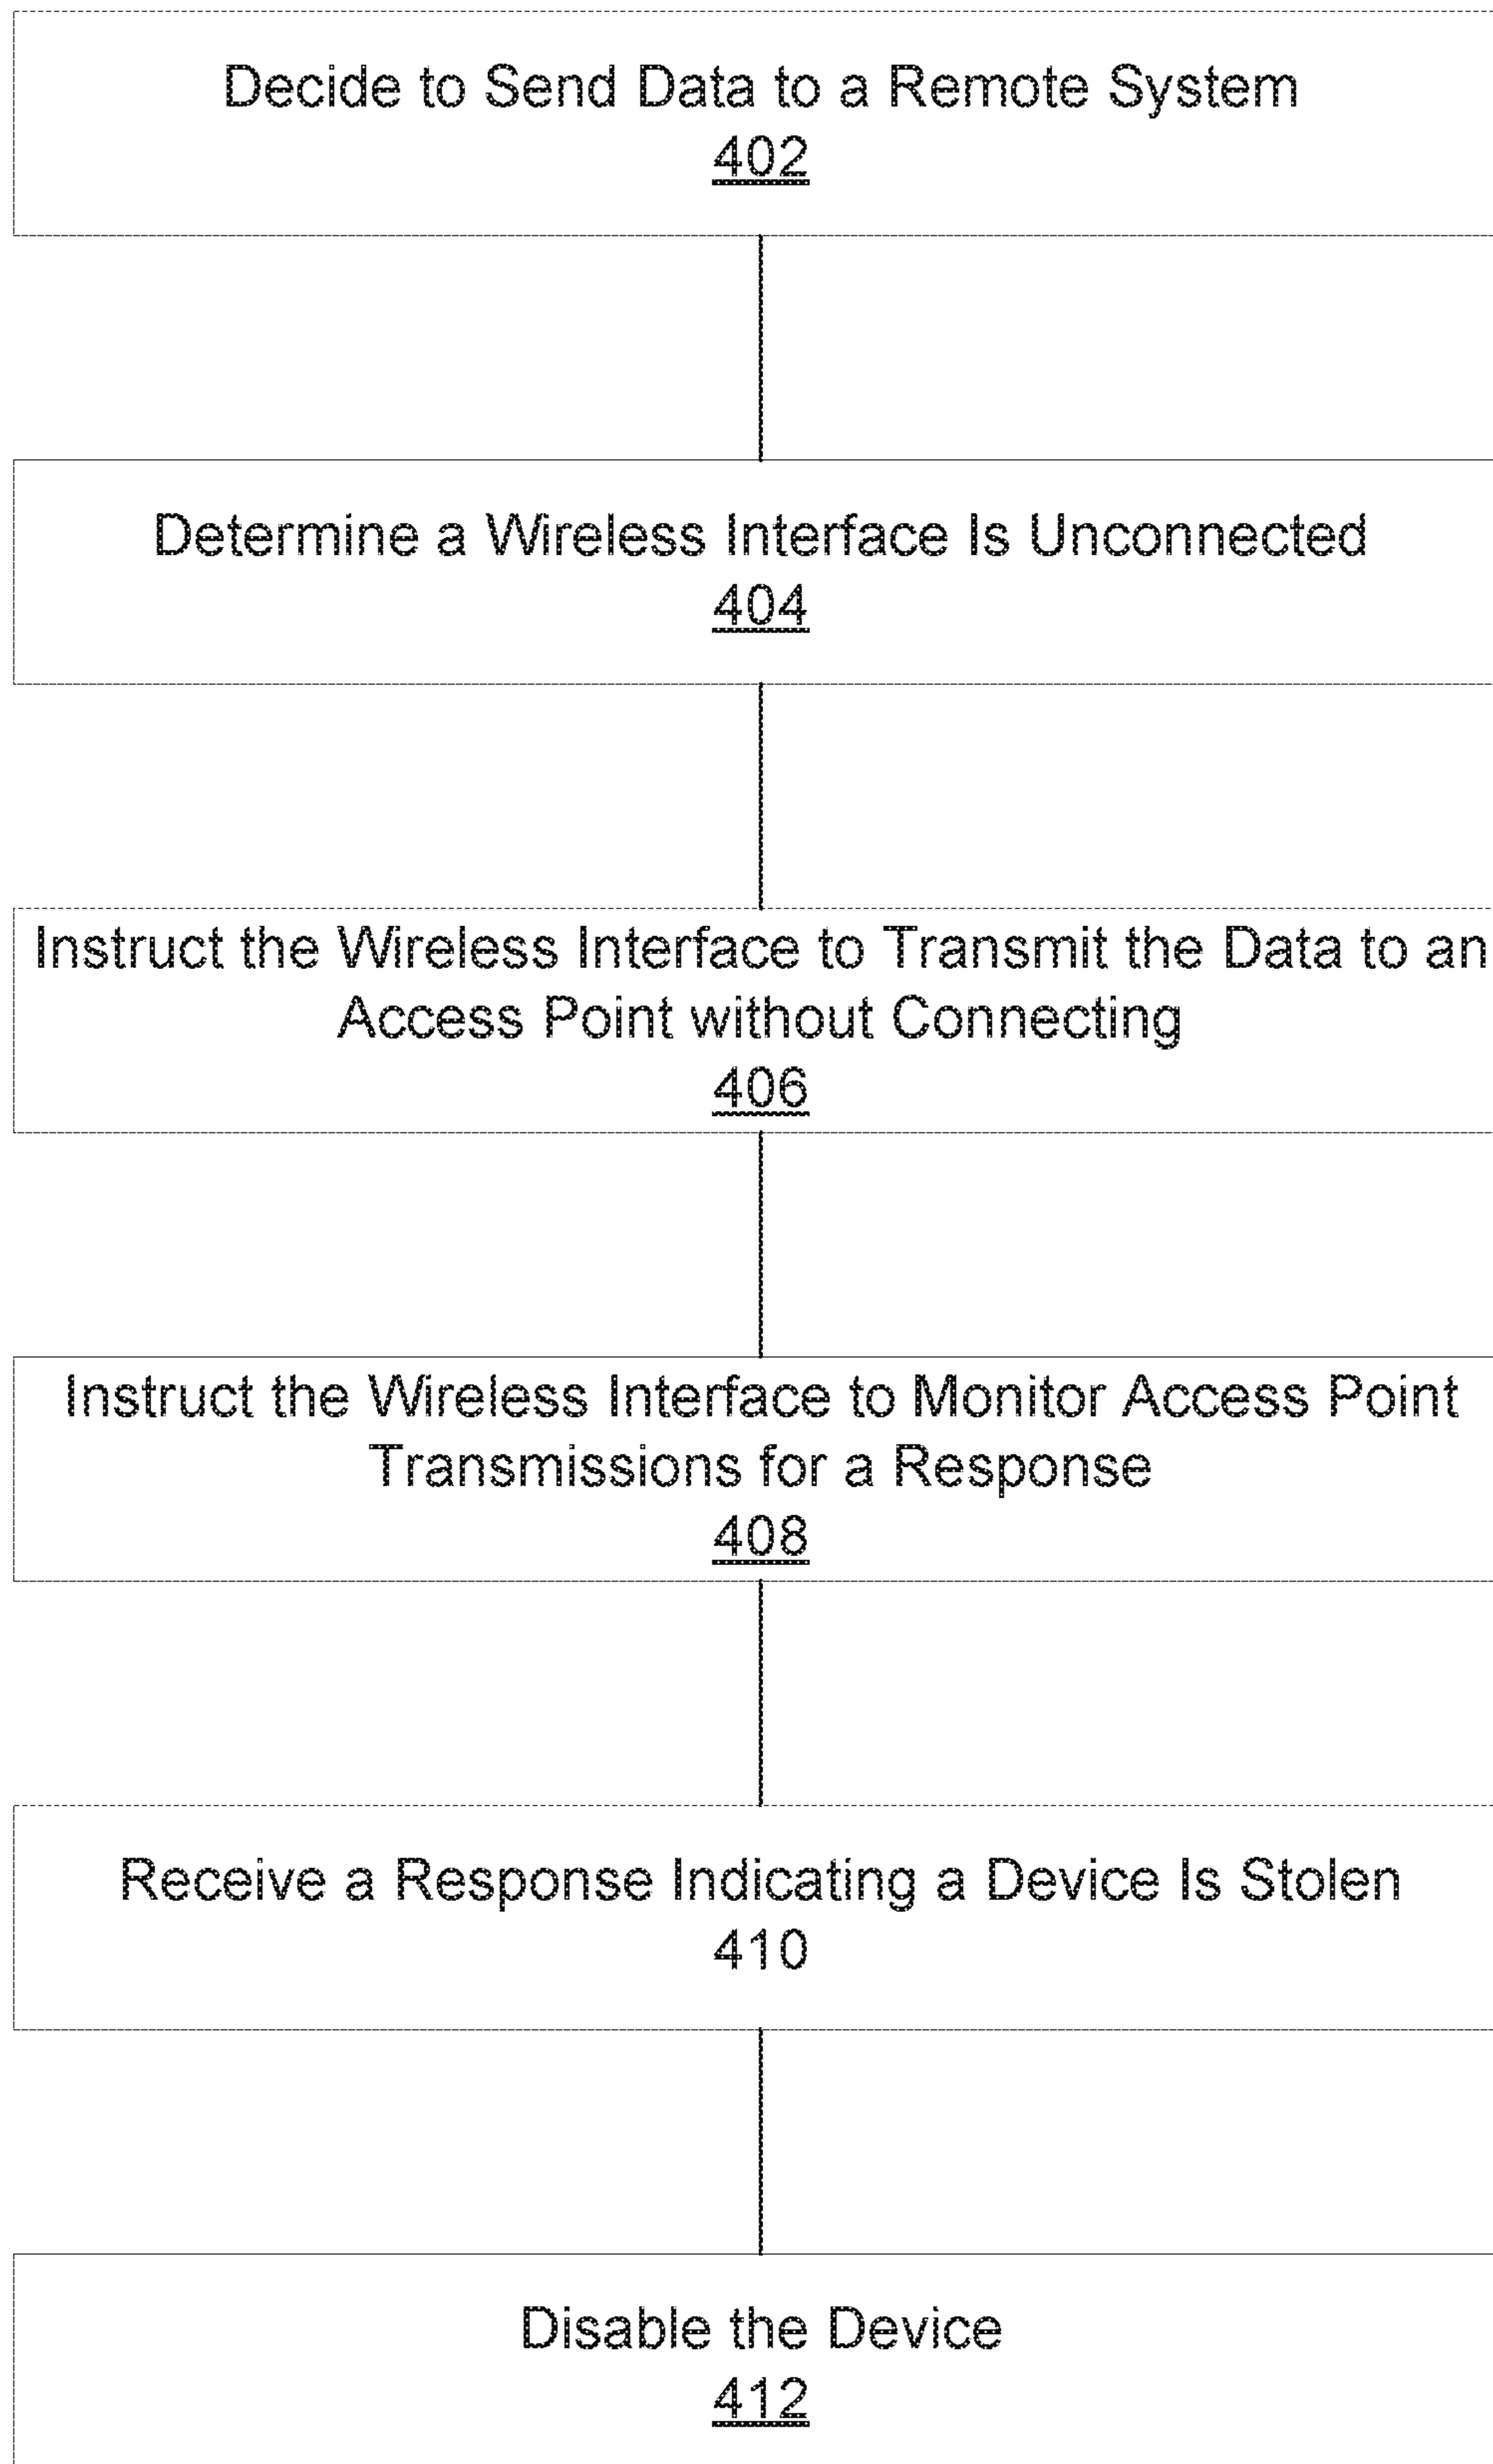 Decide to Send Data to a Remote System
402
Determine a Wireless Interface Is Unconnected
404
Instruct the Wireless Interface to Transmit the Data to an
Access Point without Connecting
406
Instruct the Wireless Interface to Monitor Access Point
Transmissions for a Response
408
Receive a Response Indicating a Device Is Stolen
410
Disable the Device
412